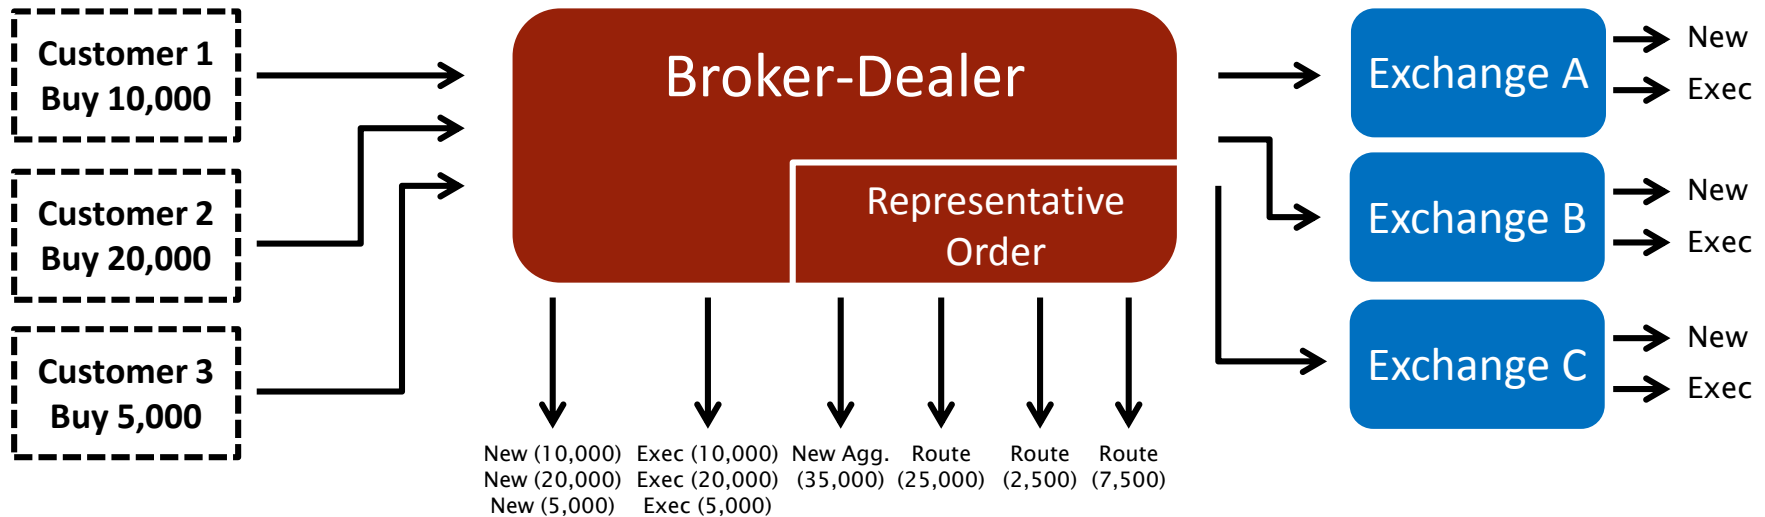 Customer 1
Buy 10,000
Customer 2
Buy 20,000
Customer 3
Buy 5,000
Broker-Dealer
Representative
Order
New (10,000)
New (20,000)
New (5,000)
Exec (10,000)
Exec (20,000)
Exec (5,000)
New Agg.
(35,000)
Route
(25,000)
Route
(2,500)
Route
(7,500)
Exchange A
New
Exec
Exchange B
New
Exec
Exchange C
New
Exec